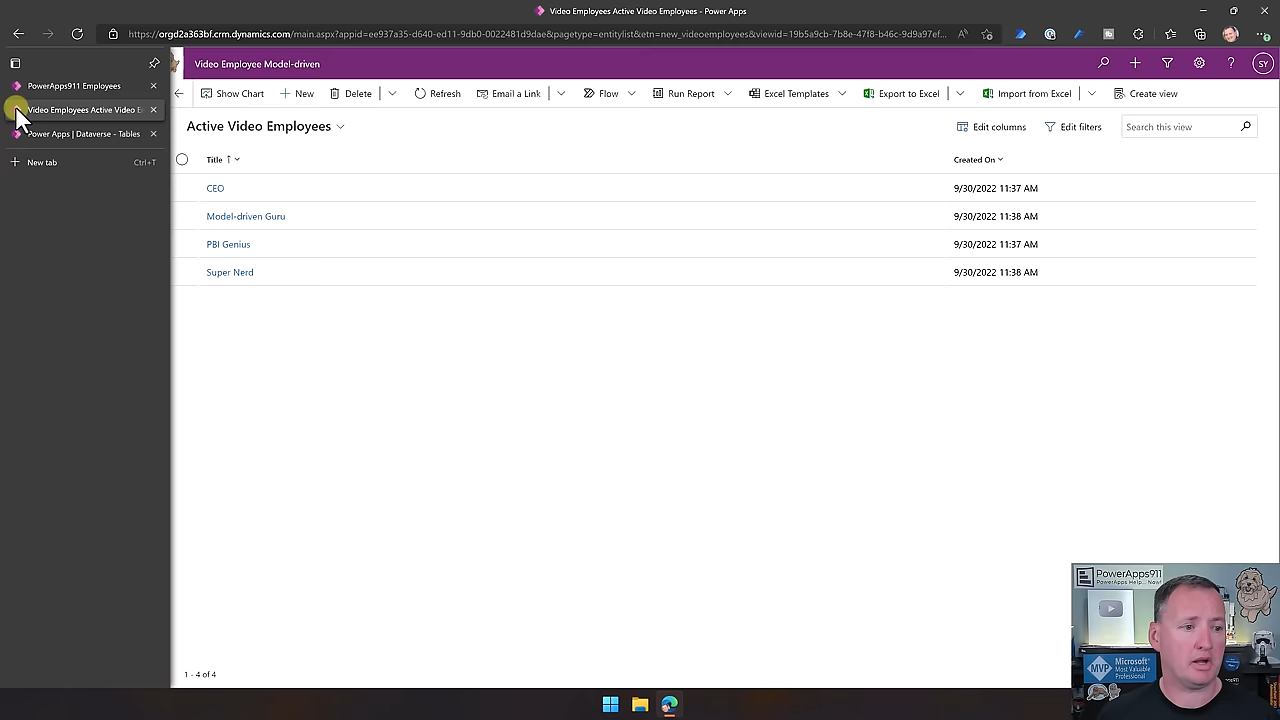 Video Employees Active Video Employees - Power Apps
https://orgd2a363bf.crm.dynamics.com/main.aspx?appid=ee937a35-d640-ed11-9db0-0022481d9dae&pagetype=entitylist&etn=new_videoemployees&viewid=19b5a9cb-7b8e-47f8-b46c-9d9a97ef...
PowerApps911 Employees
Video Employees Active Video E
Power Apps | Dataverse - Tables
New tab Ctrl+T
Video Employee Model-driven
SY
Show Chart New Delete Refresh Email a Link Flow Run Report Excel Templates Export to Excel Import from Excel Create view
Active Video Employees
Edit columns Edit filters Search this view
Title Created On
CEO 9/30/2022 11:37 AM
Model-driven Guru 9/30/2022 11:38 AM
PBI Genius 9/30/2022 11:37 AM
Super Nerd 9/30/2022 11:38 AM
1 - 4 of 4
PowerApps911
PowerApps Help... Now!
Microsoft
Most Valuable
Professional
MVP